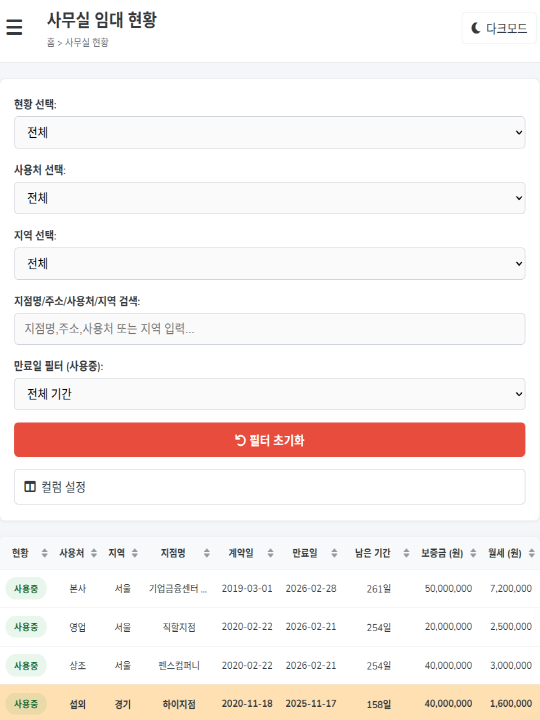 사무실 임대 현황
홈 > 사무실 현황
다크모드
현황 선택:
전체
사용처 선택:
전체
지역 선택:
전체
지점명/주소/사용처/지역 검색:
지점명,주소,사용처 또는 지역 입력...
만료일 필터 (사용중):
전체 기간
필터 초기화
컬럼 설정
현황 사용처 지역 지점명 계약일 만료일 남은 기간 보증금 (원) 월세 (원)
사용중 본사 서울 기업금융센터 ... 2019-03-01 2026-02-28 261일 50,000,000 7,200,000
사용중 영업 서울 직할지점 2020-02-22 2026-02-21 254일 20,000,000 2,500,000
사용중 상조 서울 펜스컴퍼니 2020-02-22 2026-02-21 254일 40,000,000 3,000,000
사용중 섭외 경기 하이지점 2020-11-18 2025-11-17 158일 40,000,000 1,600,000